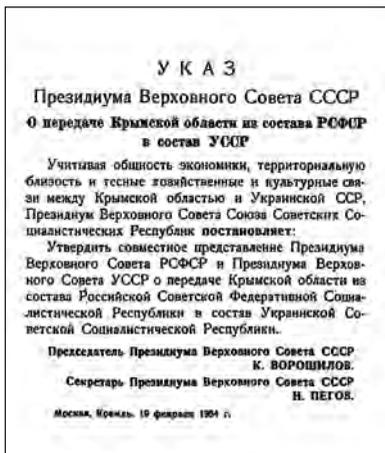 УКАЗ
Президиума Верховного Совета СССР
О передаче Крымской области из состава РСФСР
в состав УССР
Учитывая общность экономики, территориальную
близость и тесные хозяйственные и культурные свя-
зи между Крымской областью и Украинской ССР,
Президиум Верховного Совета Союза Советских Со-
циалистических Республик постановляет:
Утвердить совместное представление Президиума
Верховного Совета РСФСР и Президиума Верхов-
ного Совета УССР о передаче Крымской области из
состава Российской Советской Федеративной Социа-
листической Республики в состав Украинской Со-
ветской Социалистической Республики.
Председатель Президиума Верховного Совета СССР
К. ВОРОШИЛОВ.
Секретарь Президиума Верховного Совета СССР
Н. ПЕГОВ.
Москва, Кремль. 19 февраля 1954 г.